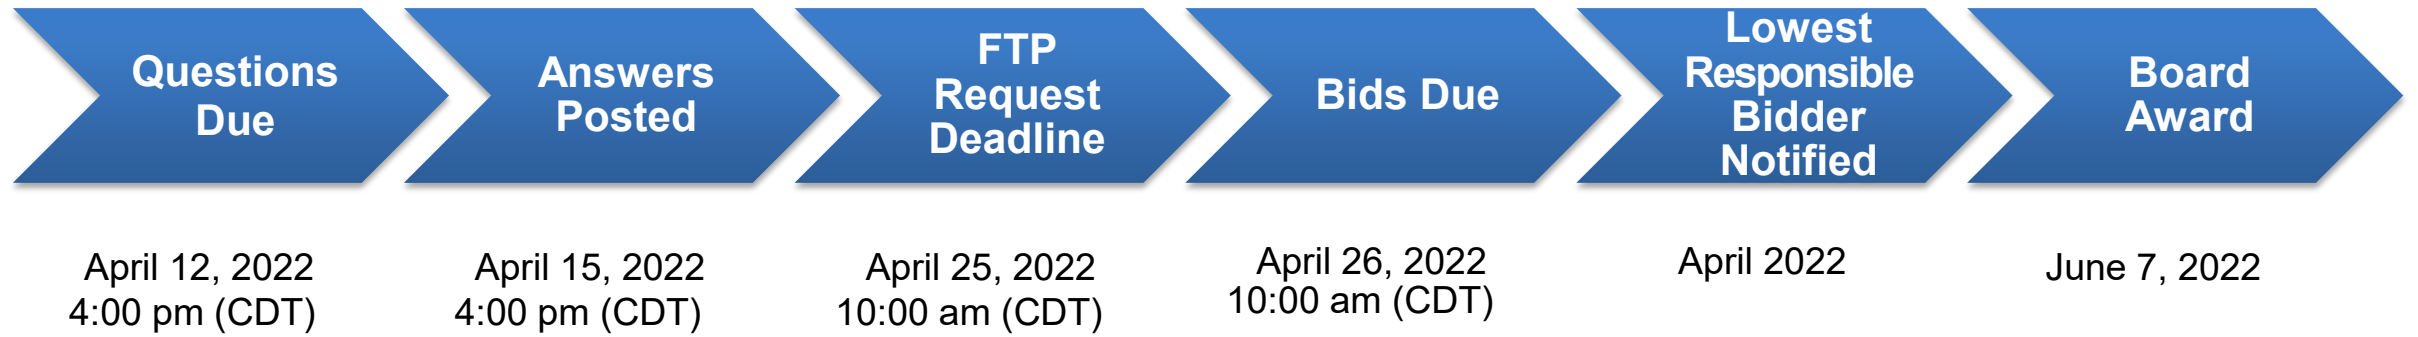 Questions
Due
Answers
Posted
FTP
Request
Deadline
Bids Due
Lowest
Responsible
Bidder
Notified
Board
Award
April 12, 2022
4:00 pm (CDT)
April 15, 2022
4:00 pm (CDT)
April 25, 2022
10:00 am (CDT)
April 26, 2022
10:00 am (CDT)
April 2022
June 7, 2022